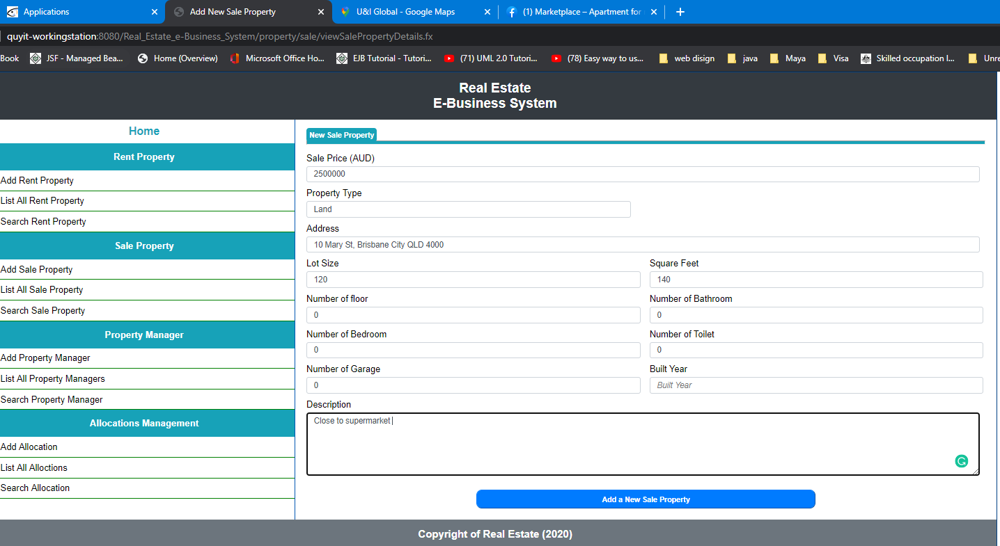 Applications
Add New Sale Property
U&I Global - Google Maps
(1) Marketplace – Apartment for
quyit-workingstation:8080/Real_Estate_e-Business_System/property/sale/viewSalePropertyDetails.fx
Book JSF - Managed Bea... Home (Overview) Microsoft Office Ho... EJB Tutorial - Tutori... (71) UML 2.0 Tutori... (78) Easy way to us... web disign java Maya Visa Skilled occupation l... Unre
Real Estate
E-Business System
Home
Rent Property
Add Rent Property
List All Rent Property
Search Rent Property
Sale Property
Add Sale Property
List All Sale Property
Search Sale Property
Property Manager
Add Property Manager
List All Property Managers
Search Property Manager
Allocations Management
Add Allocation
List All Alloctions
Search Allocation
New Sale Property
Sale Price (AUD)
2500000
Property Type
Land
Address
10 Mary St, Brisbane City QLD 4000
Lot Size Square Feet
120 140
Number of floor Number of Bathroom
0 0
Number of Bedroom Number of Toilet
0 0
Number of Garage Built Year
0 Built Year
Description
Close to supermarket
Add a New Sale Property
Copyright of Real Estate (2020)